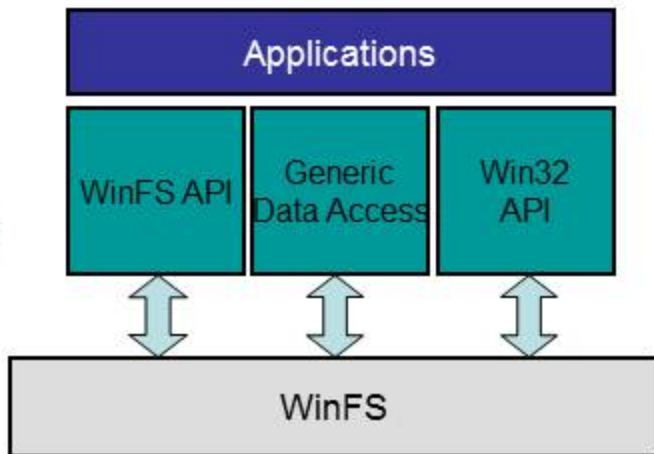 Applications
WinFS API
Generic
Data Access
Win32
API
WinFS